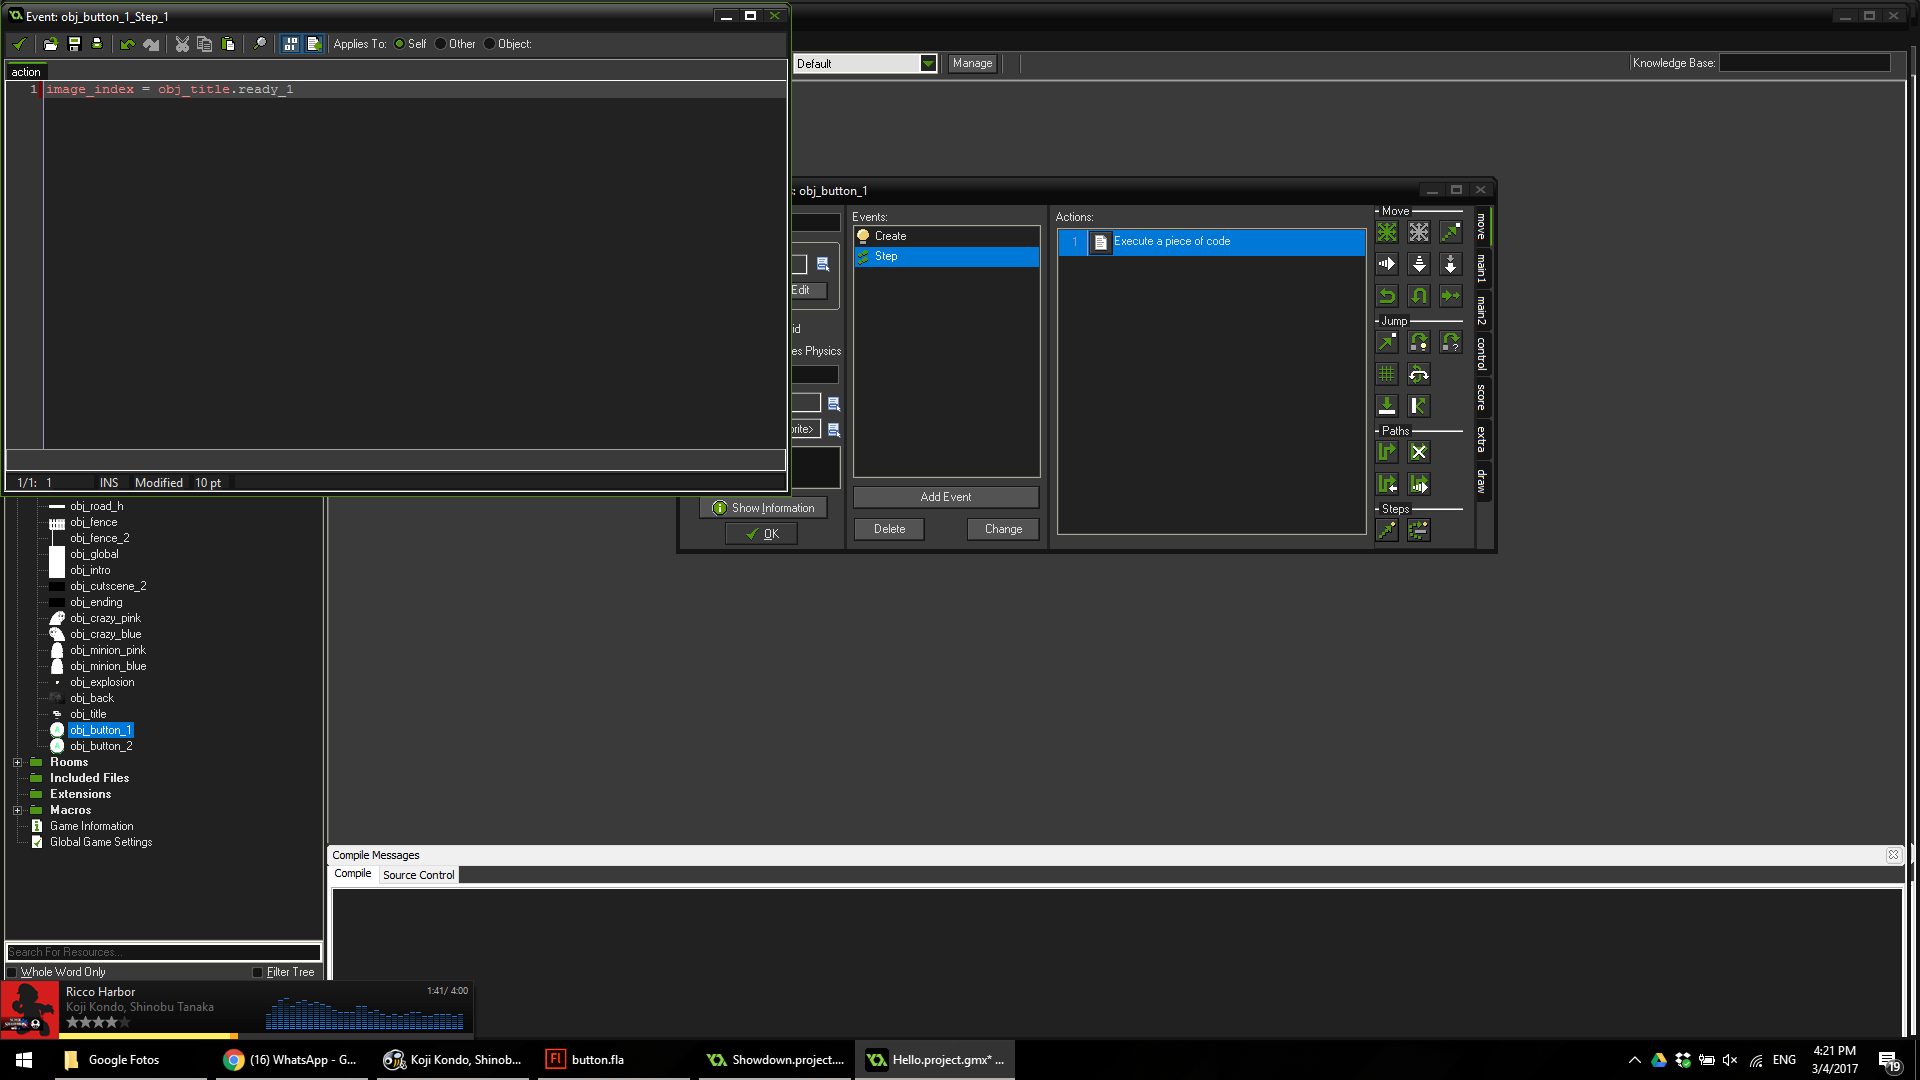 Event: obj_button_1_Step_1
Applies To: Self Other Object:
action
1 image_index = obj_title.ready_1
1/1: 1 INS Modified 10 pt
Default
Manage
Knowledge Base:
: obj_button_1
Edit
id
es Physics
rite>
Show Information
OK
Events:
Create
Step
Add Event
Delete
Change
Actions:
1 Execute a piece of code
Move
Jump
Paths
Steps
move
main1
main2
control
score
extra
draw
obj_road_h
obj_fence
obj_fence_2
obj_global
obj_intro
obj_cutscene_2
obj_ending
obj_crazy_pink
obj_crazy_blue
obj_minion_pink
obj_minion_blue
obj_explosion
obj_back
obj_title
obj_button_1
obj_button_2
Rooms
Included Files
Extensions
Macros
Game Information
Global Game Settings
Search For Resources...
Whole Word Only
Filter Tree
Compile Messages
Compile
Source Control
Ricco Harbor
1:41/ 4:00
Koji Kondo, Shinobu Tanaka
Google Fotos
(16) WhatsApp - G...
Koji Kondo, Shinob...
Fl
button.fla
Showdown.project....
Hello.project.gmx* ...
ENG
4:21 PM
3/4/2017
19